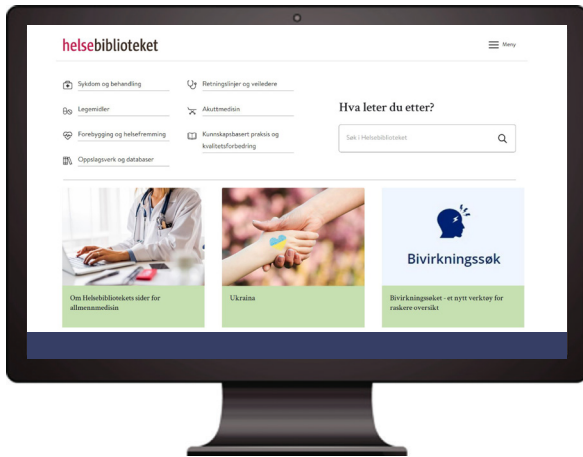 helsebiblioteket
Meny
Sykdom og behandling
Retningslinjer og veiledere
Legemidler
Akuttmedisin
Forebygging og helsefremming
Kunnskapsbasert praksis og
kvalitetsforbedring
Oppslagsverk og databaser
Hva leter du etter?
Søk i Helsebiblioteket
Om Helsebibliotekets sider for
allmennmedisin
Ukraina
Bivirkningssøk
Bivirkningssøket - et nytt verktøy for
raskere oversikt